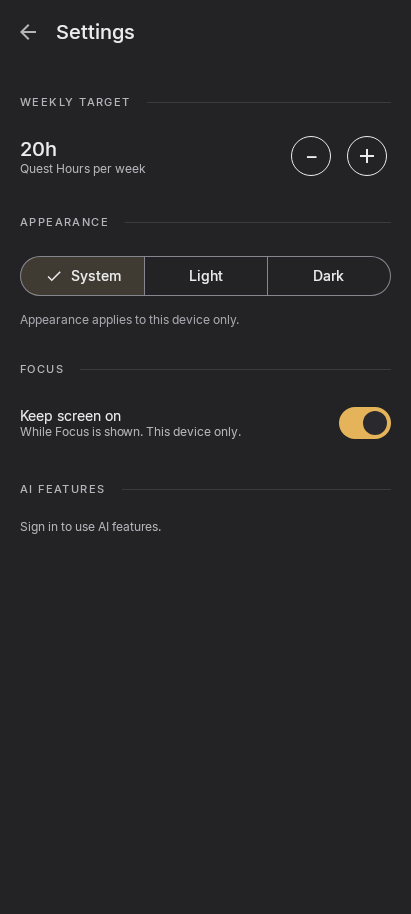 Settings
WEEKLY TARGET
20h
Quest Hours per week
APPEARANCE
System
Light
Dark
Appearance applies to this device only.
FOCUS
Keep screen on
While Focus is shown. This device only.
AI FEATURES
Sign in to use AI features.